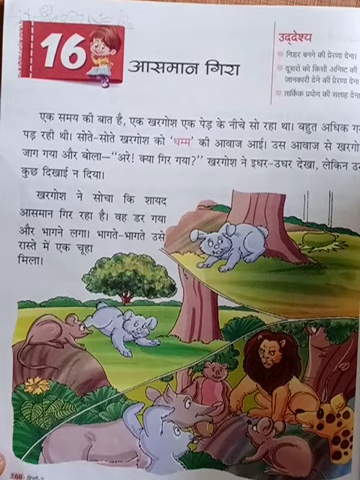 16
आसमान गिरा
उद्देश्य
निडर बनने की प्रेरणा देना।
दूसरों को किसी अनिष्ट की
जानकारी देने की प्रेरणा देना
तार्किक प्रयोग की सलाह देना
एक समय की बात है, एक खरगोश एक पेड़ के नीचे सो रहा था। बहुत अधिक ग
पड़ रही थी। सोते-सोते खरगोश को 'धम्म' की आवाज आई। उस आवाज से खरगो
जाग गया और बोला—"अरे! क्या गिर गया?" खरगोश ने इधर-उधर देखा, लेकिन उ
कुछ दिखाई न दिया।
खरगोश ने सोचा कि शायद
आसमान गिर रहा है। वह डर गया
और भागने लगा। भागते-भागते उसे
रास्ते में एक चूहा
मिला।